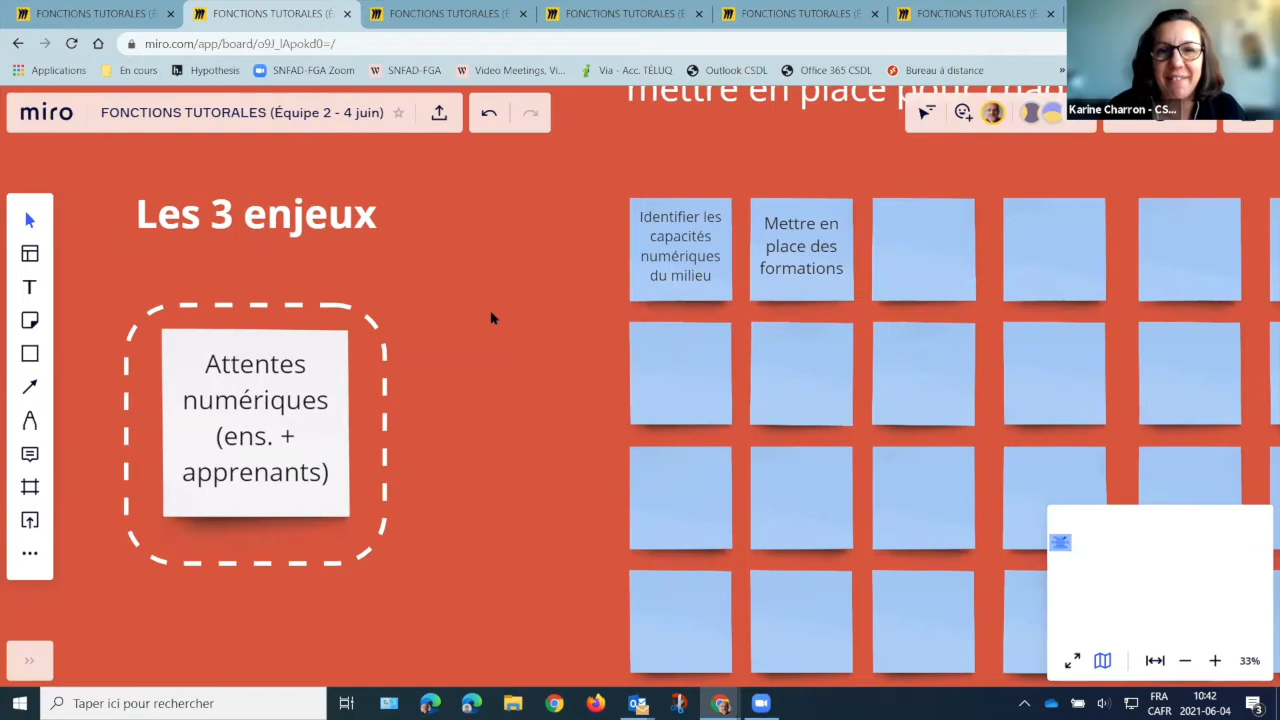 FONCTIONS TUTORALES (É
FONCTIONS TUTORALES (É
FONCTIONS TUTORALES (É
FONCTIONS TUTORALES (É
FONCTIONS TUTORALES (É
FONCTIONS TUTORALES (É
miro.com/app/board/o9J_lApokd0=/
Applications
En cours
Hypothesis
SNFAD-FGA Zoom
SNFAD-FGA
Video Meetings, Vi...
Via - Acc. TÉLUQ
Outlook CSDL
Office 365 CSDL
Bureau à distance
»
Karine Charron - CS...
miro
FONCTIONS TUTORALES (Équipe 2 - 4 juin)
mettre en place pour chaq
Les 3 enjeux
Attentes
numériques
(ens. +
apprenants)
Identifier les
capacités
numériques
du milieu
Mettre en
place des
formations
33%
Taper ici pour rechercher
FRA
CAFR
10:42
2021-06-04
3